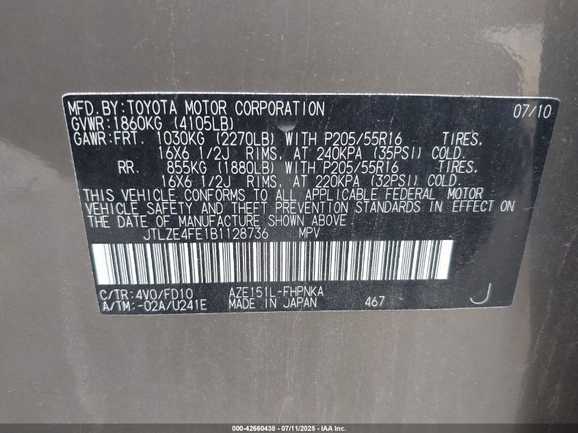 MFD.BY:TOYOTA MOTOR CORPORATION 07/10
GVWR:1860KG (4105LB)
GAWR:FRT. 1030KG (2270LB) WITH P205/55R16 TIRES,
16X6 1/2J RIMS, AT 240KPA (35PSI) COLD.
RR. 855KG (1880LB) WITH P205/55R16 TIRES,
16X6 1/2J RIMS, AT 220KPA (32PSI) COLD.
THIS VEHICLE CONFORMS TO ALL APPLICABLE FEDERAL MOTOR
VEHICLE SAFETY AND THEFT PREVENTION STANDARDS IN EFFECT ON
THE DATE OF MANUFACTURE SHOWN ABOVE.
JTLZE4FE1B1128736 MPV
C/TR:4V0/FD10 AZE151L-FHPNKA
A/TM:-02A/U241E MADE IN JAPAN 467 J
000-42660438 - 07/11/2025 - IAA Inc.